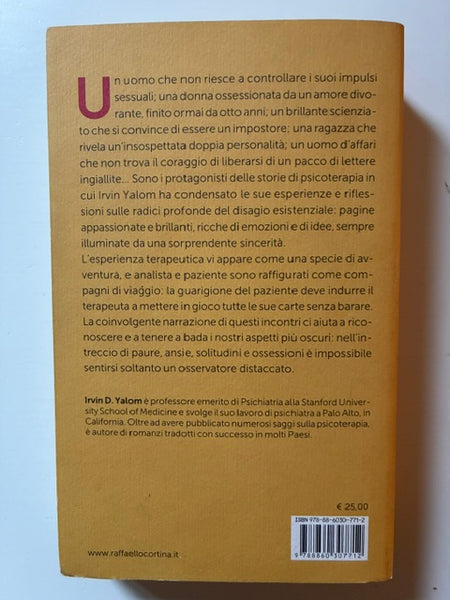 Un uomo che non riesce a controllare i suoi impulsi
sessuali; una donna ossessionata da un amore divo-
rante, finito ormai da otto anni; un brillante scienzia-
to che si convince di essere un impostore; una ragazza che
rivela un'insospettata doppia personalità; un uomo d'affari
che non trova il coraggio di liberarsi di un pacco di lettere
ingiallite... Sono i protagonisti delle storie di psicoterapia in
cui Irvin Yalom ha condensato le sue esperienze e rifles-
sioni sulle radici profonde del disagio esistenziale: pagine
appassionate e brillanti, ricche di emozioni e di idee, sempre
illuminate da una sorprendente sincerità.
L'esperienza terapeutica vi appare come una specie di av-
ventura, e analista e paziente sono raffigurati come com-
pagni di viaggio: la guarigione del paziente deve indurre il
terapeuta a mettere in gioco tutte le sue carte senza barare.
La coinvolgente narrazione di questi incontri ci aiuta a rico-
noscere e a tenere a bada i nostri aspetti più oscuri: nell'in-
treccio di paure, ansie, solitudini e ossessioni è impossibile
sentirsi soltanto un osservatore distaccato.
Irvin D. Yalom è professore emerito di Psichiatria alla Stanford Univer-
sity School of Medicine e svolge il suo lavoro di psichiatra a Palo Alto, in
California. Oltre ad avere pubblicato numerosi saggi sulla psicoterapia,
è autore di romanzi tradotti con successo in molti Paesi.
€ 25,00
ISBN 978-88-6030-771-2
9 788860 307712
www.raffaellocortina.it